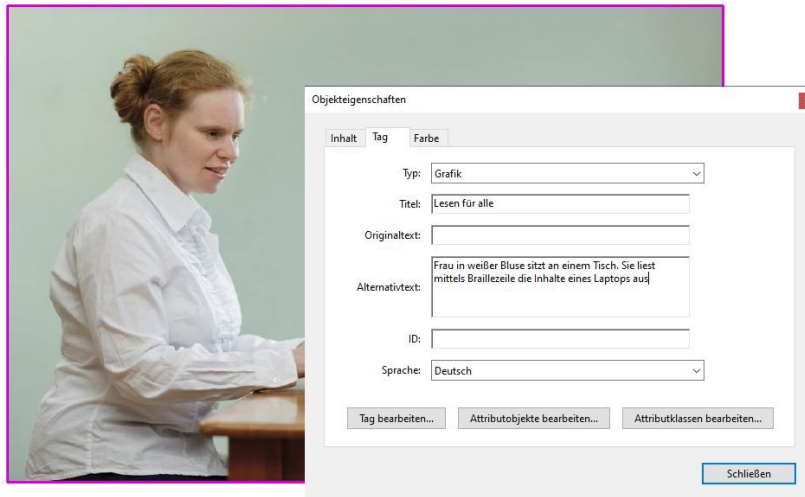 Objekteigenschaften
Inhalt Tag Farbe
Typ: Grafik
Titel: Lesen für alle
Originaltext:
Alternativtext: Frau in weißer Bluse sitzt an einem Tisch. Sie liest
mittels Braillezeile die Inhalte eines Laptops aus
ID:
Sprache: Deutsch
Tag bearbeiten... Attributobjekte bearbeiten... Attributklassen bearbeiten...
Schließen